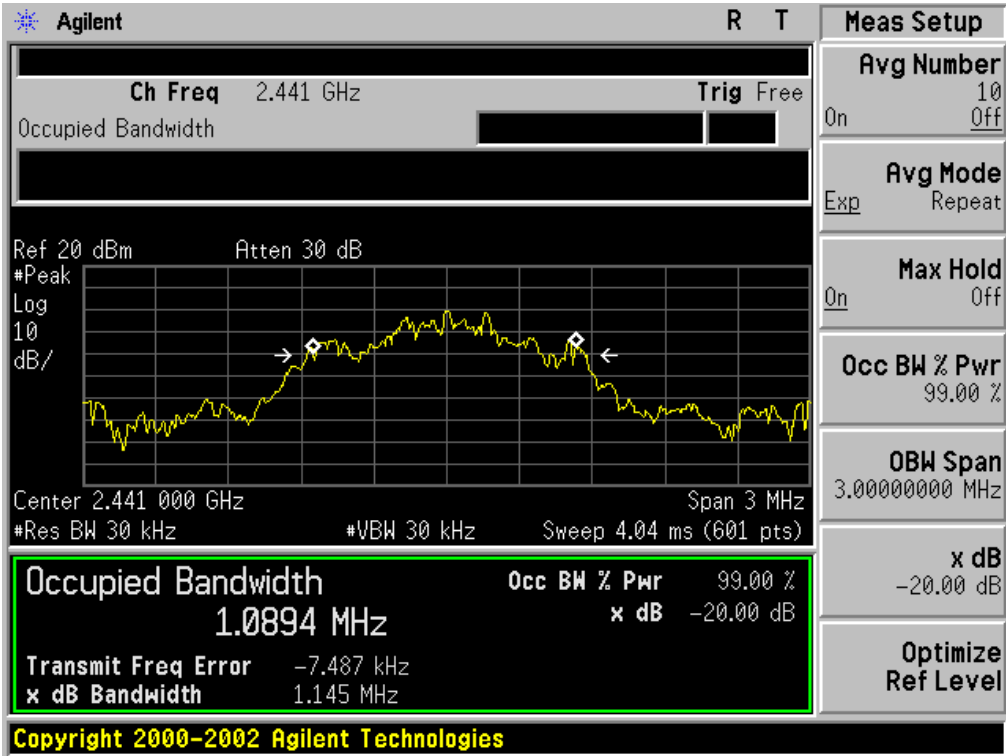 Agilent R T
Ch Freq 2.441 GHz Trig Free
Occupied Bandwidth
Ref 20 dBm Atten 30 dB
#Peak
Log
10
dB/
Center 2.441 000 GHz Span 3 MHz
#Res BW 30 kHz #VBW 30 kHz Sweep 4.04 ms (601 pts)
Occupied Bandwidth
1.0894 MHz
Occ BW % Pwr 99.00 %
x dB -20.00 dB
Transmit Freq Error -7.487 kHz
x dB Bandwidth 1.145 MHz
Copyright 2000-2002 Agilent Technologies
Meas Setup
Avg Number
10
On Off
Avg Mode
Exp Repeat
Max Hold
On Off
Occ BW % Pwr
99.00 %
OBW Span
3.00000000 MHz
x dB
-20.00 dB
Optimize
Ref Level